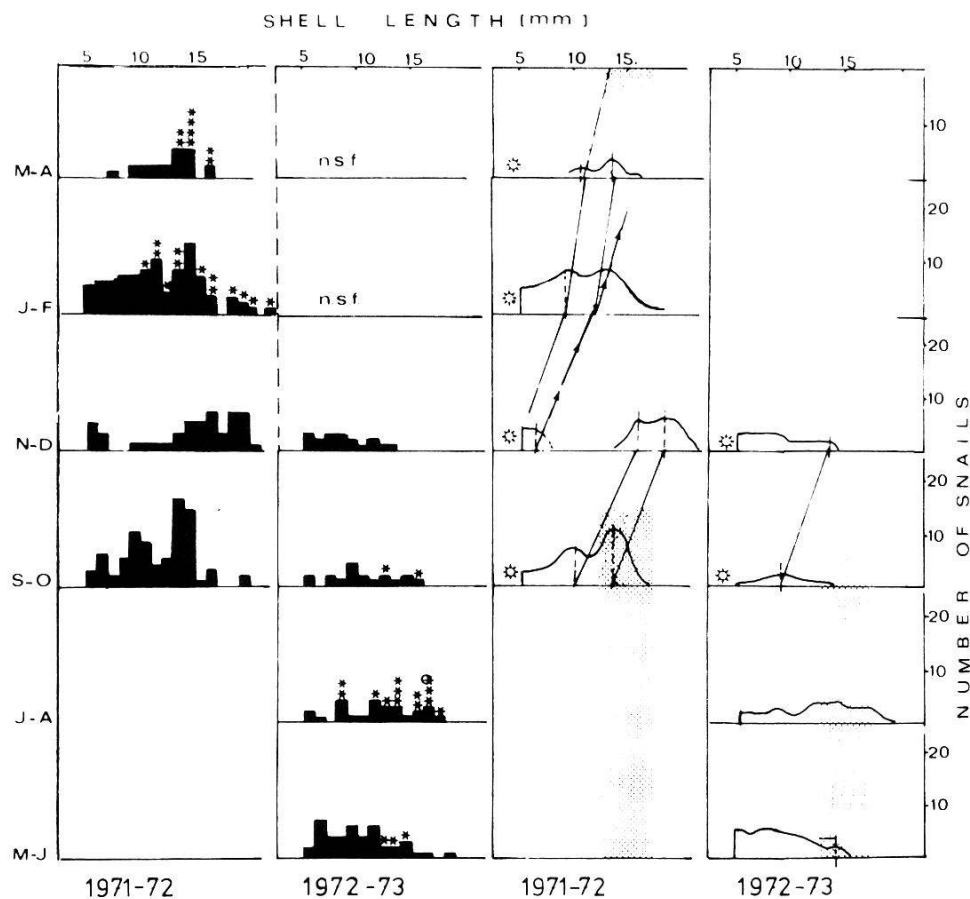 SHELL LENGTH (mm)
5 10 15 5 10 15 5 10 15. 5 10 15
M-A nsf 10
J-F nsf 20 10
N-D 20 10
S-O 20 10
J-A 20 10
M-J 20 10
NUMBER OF SNAILS
1971-72 1972-73 1971-72 1972-73